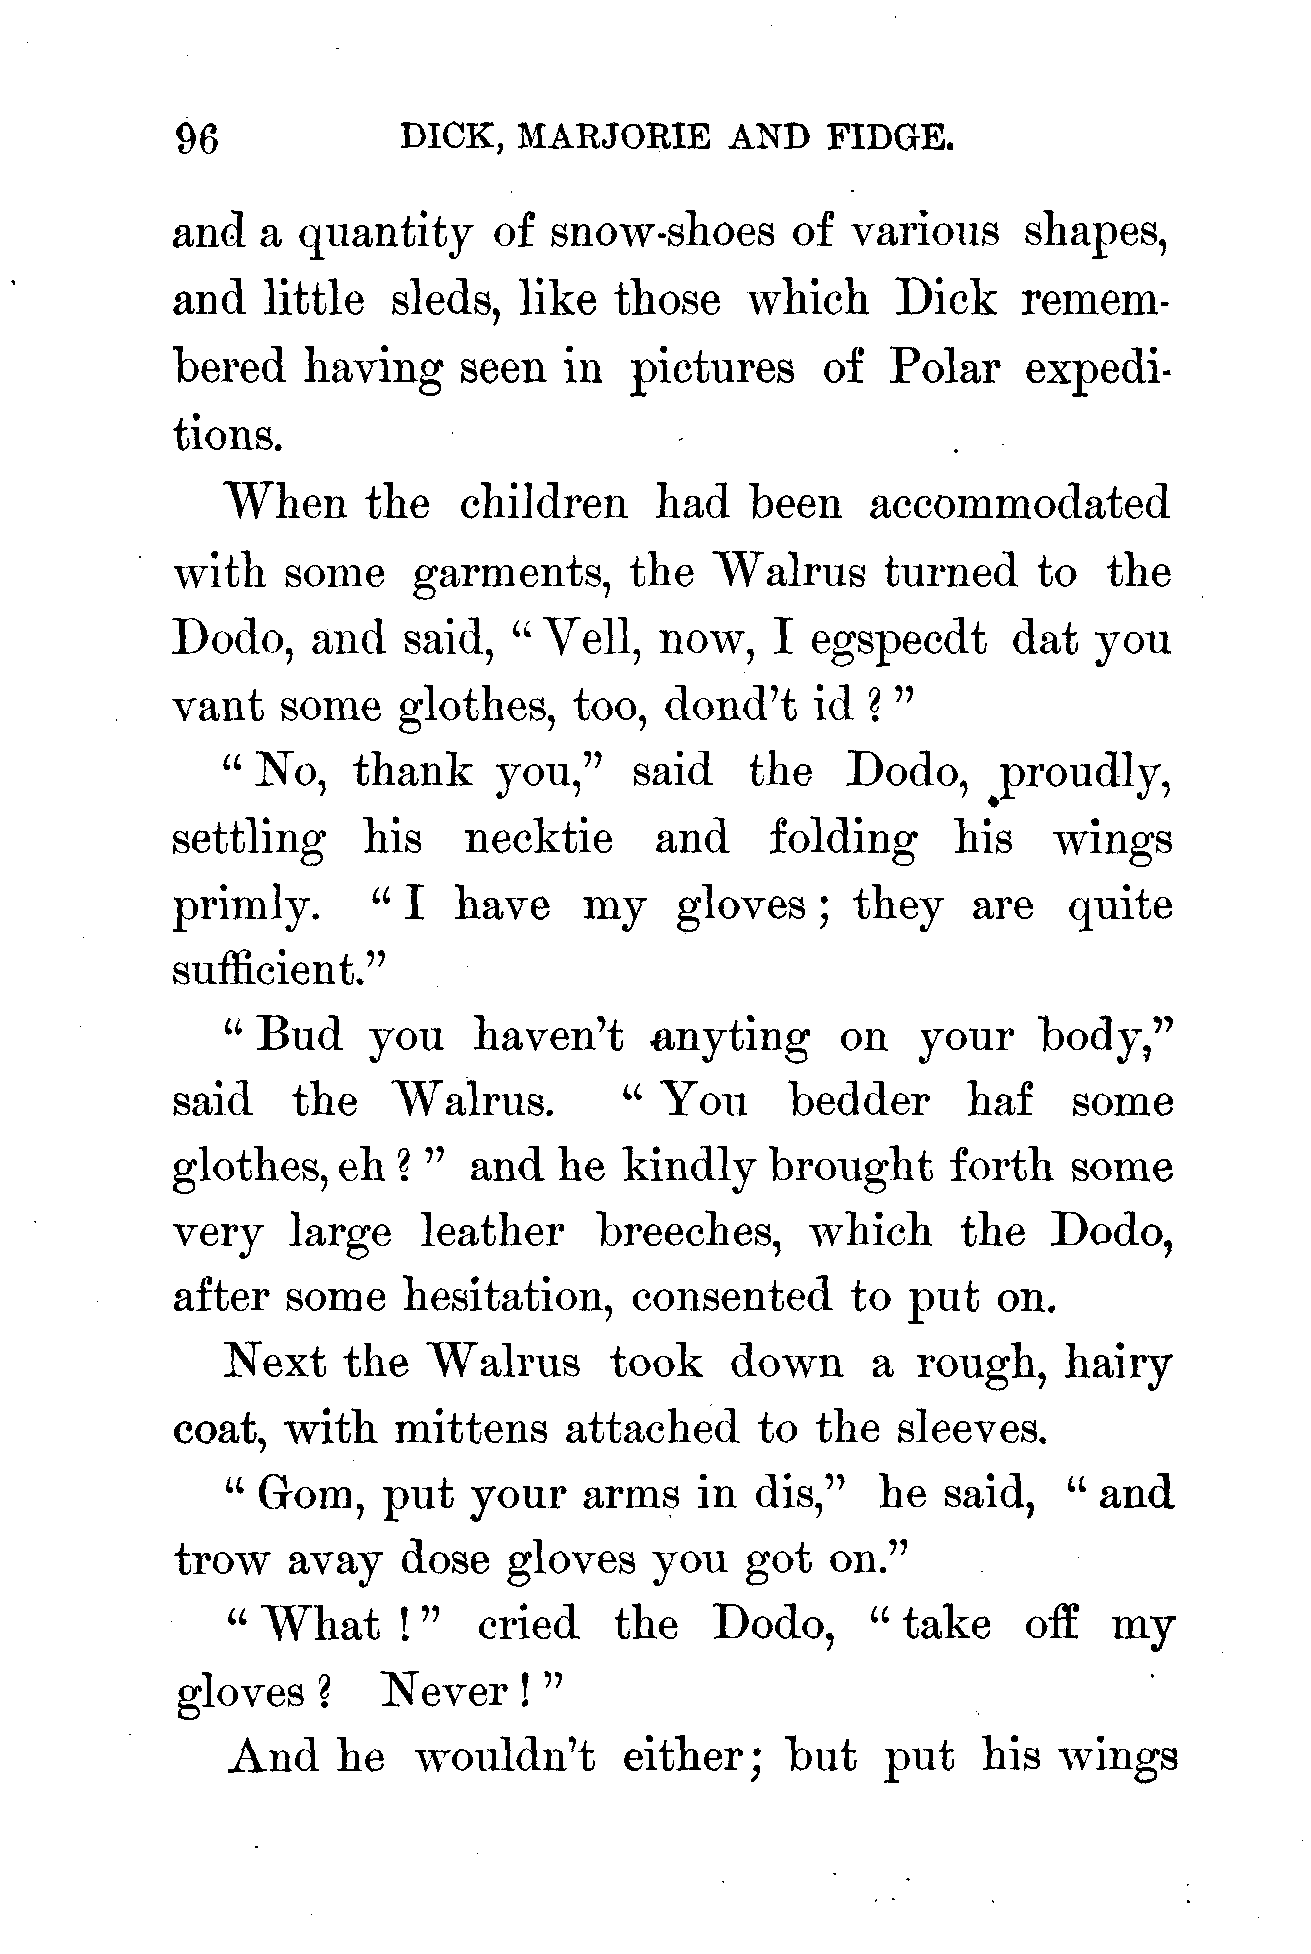 96 DICK, MARJORIE AND FIDGE.
and a quantity of snow-shoes of various shapes,
and little sleds, like those which Dick remem-
bered having seen in pictures of Polar expedi-
tions.
When the children had been accommodated
with some garments, the Walrus turned to the
Dodo, and said, “ Vell, now, I egspecdt dat you
vant some glothes, too, dond’t id ? ”
“ No, thank you,” said the Dodo, proudly,
settling his necktie and folding his wings
primly. “ I have my gloves ; they are quite
sufficient.”
“ Bud you haven’t anyting on your body,”
said the Walrus. “ You bedder haf some
glothes, eh ? ” and he kindly brought forth some
very large leather breeches, which the Dodo,
after some hesitation, consented to put on.
Next the Walrus took down a rough, hairy
coat, with mittens attached to the sleeves.
“ Gom, put your arms in dis,” he said, “ and
trow avay dose gloves you got on.”
“ What ! ” cried the Dodo, “ take off my
gloves ? Never ! ”
And he wouldn’t either; but put his wings